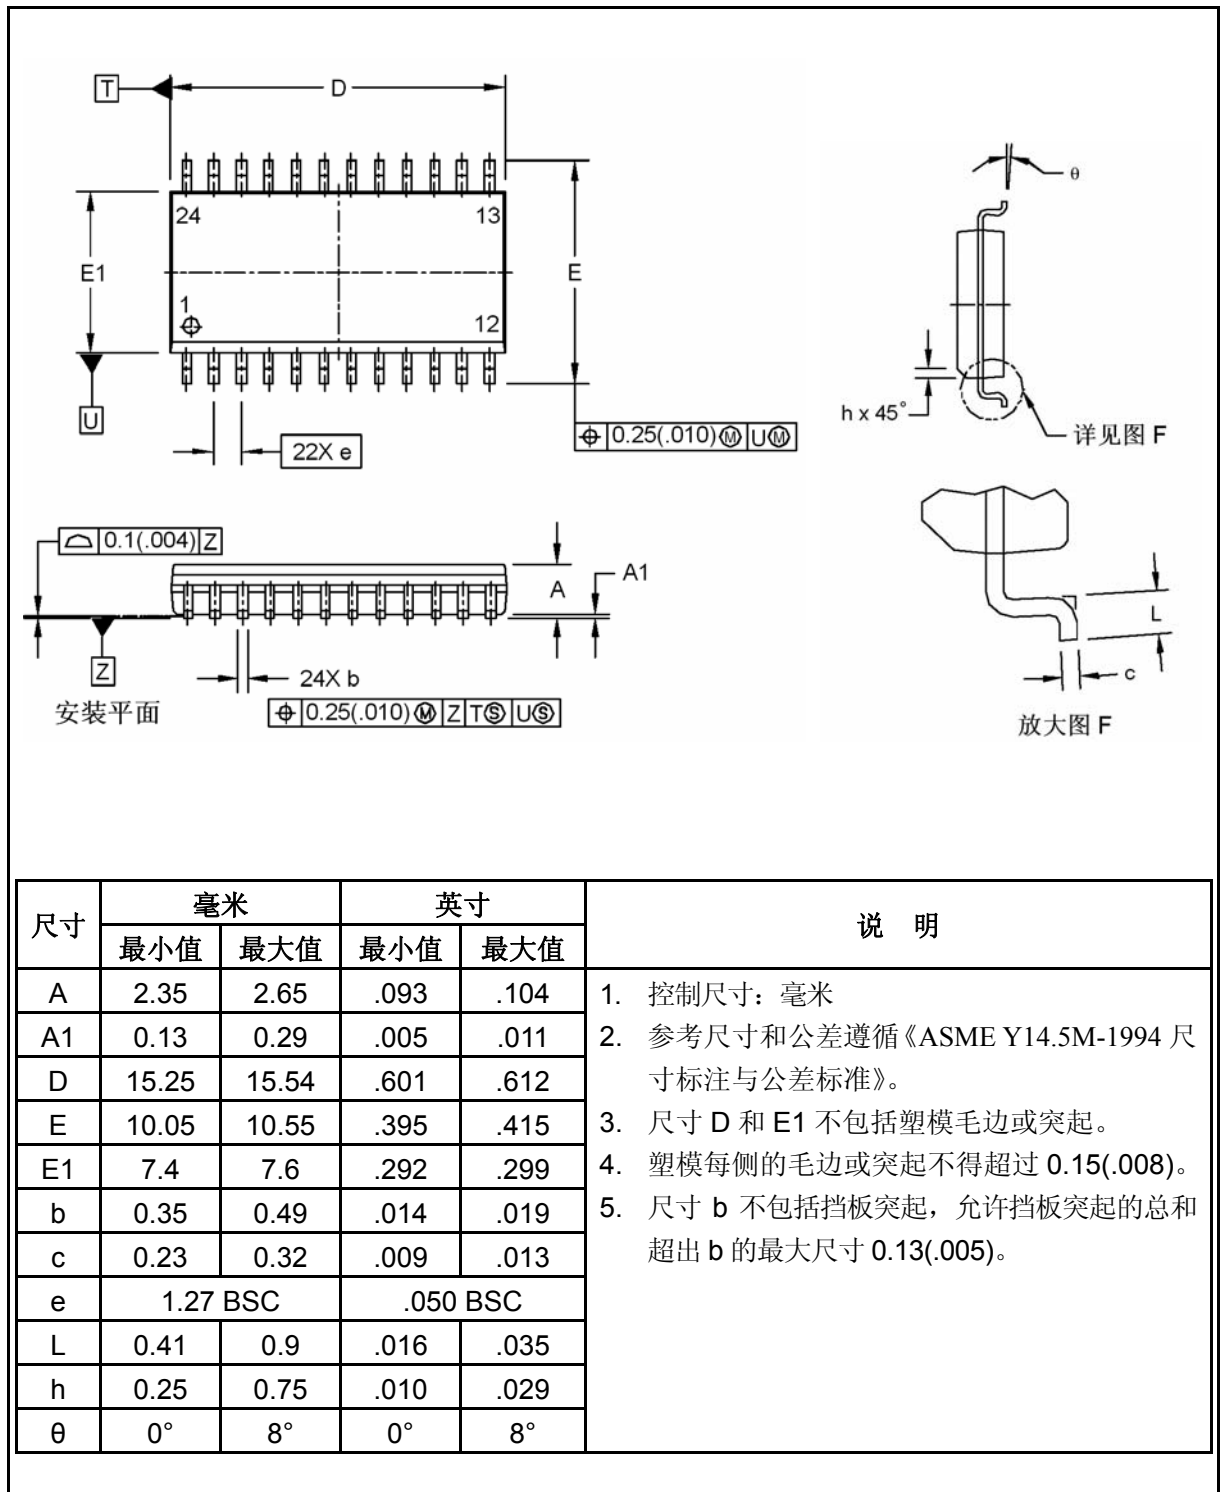 T
D
θ
24
13
E1
E
1
12
U
h x 45°
0.25(.010)Ⓜ U Ⓜ
详见图 F
22X e
0.1(.004) Z
A
A1
L
Z
24X b
c
安装平面
0.25(.010) Ⓜ Z T Ⓢ U Ⓢ
放大图 F
尺寸 毫米 英寸 说 明
最小值 最大值 最小值 最大值
A 2.35 2.65 .093 .104
A1 0.13 0.29 .005 .011
D 15.25 15.54 .601 .612
E 10.05 10.55 .395 .415
E1 7.4 7.6 .292 .299
b 0.35 0.49 .014 .019
c 0.23 0.32 .009 .013
e 1.27 BSC .050 BSC
L 0.41 0.9 .016 .035
h 0.25 0.75 .010 .029
θ 0° 8° 0° 8°
1. 控制尺寸：毫米
2. 参考尺寸和公差遵循《ASME Y14.5M-1994 尺
寸标注与公差标准》。
3. 尺寸 D 和 E1 不包括塑模毛边或突起。
4. 塑模每侧的毛边或突起不得超过 0.15(.008)。
5. 尺寸 b 不包括挡板突起，允许挡板突起的总和
超出 b 的最大尺寸 0.13(.005)。